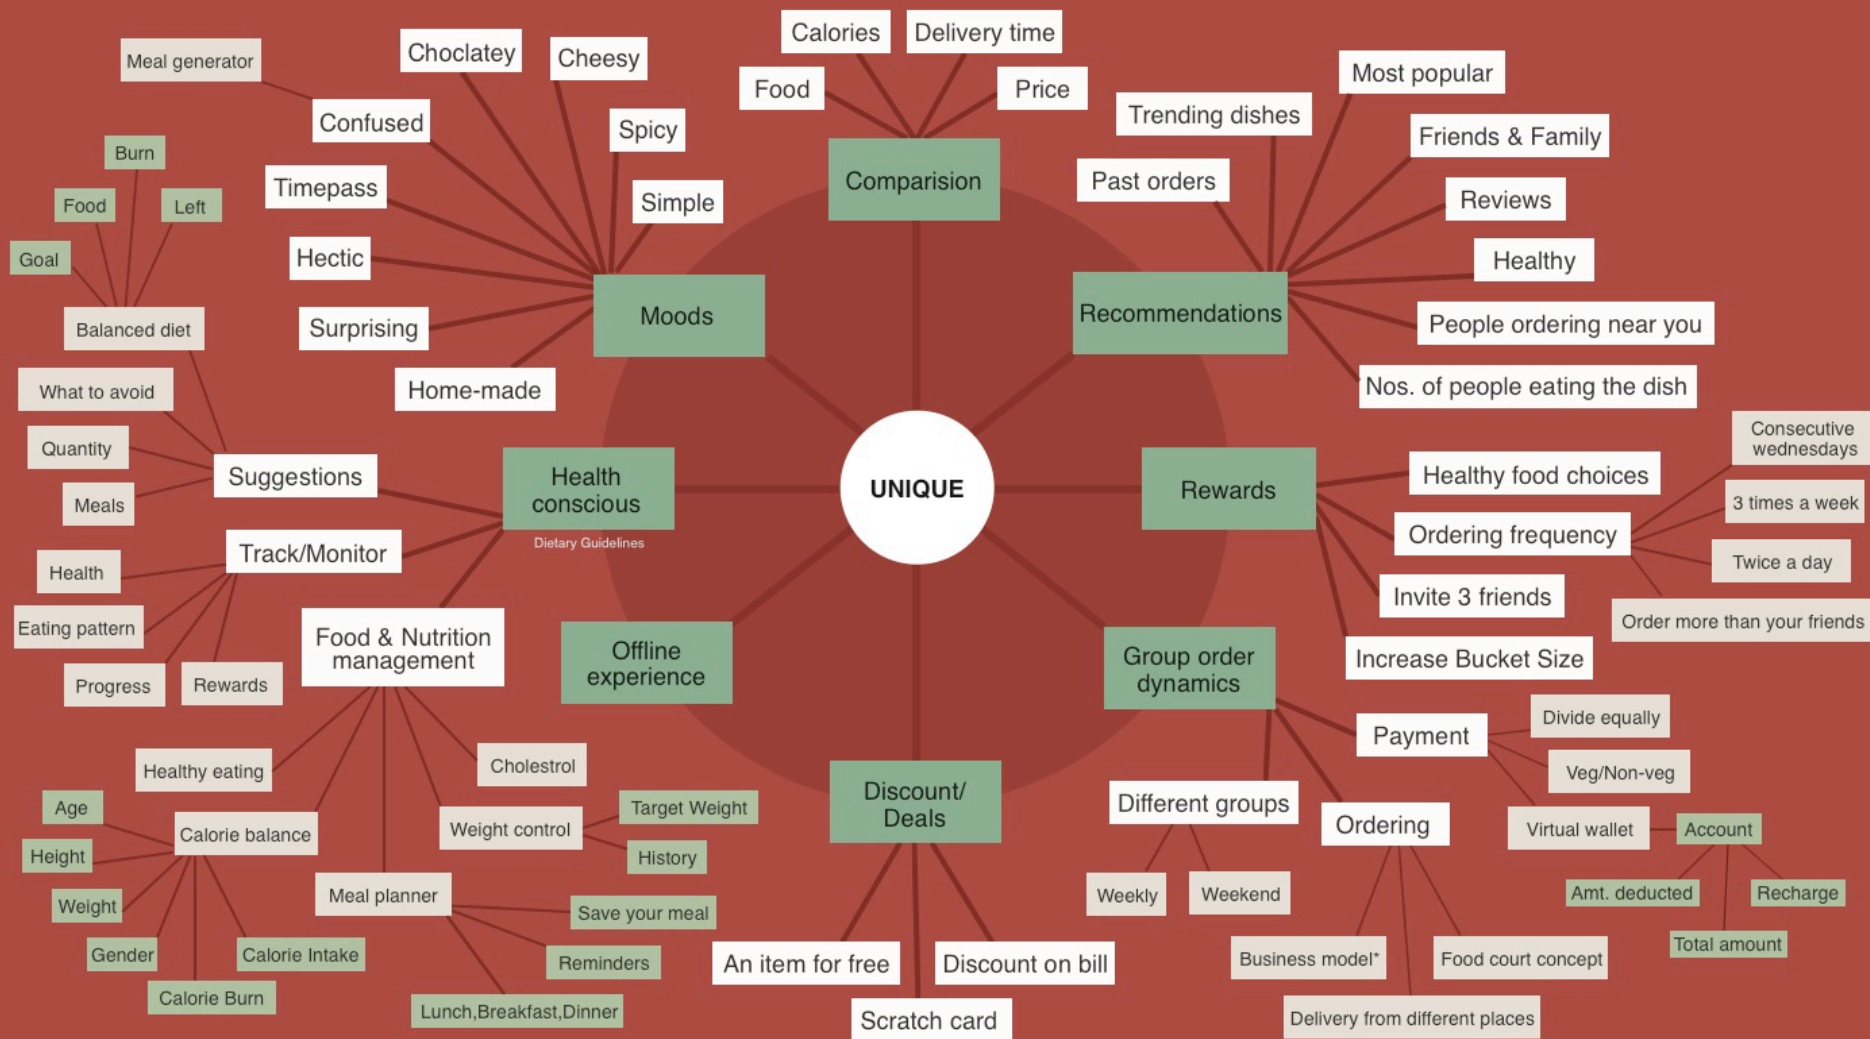 UNIQUE
Comparision
Food
Calories
Delivery time
Price
Recommendations
Past orders
Trending dishes
Most popular
Friends & Family
Reviews
Healthy
People ordering near you
Nos. of people eating the dish
Rewards
Healthy food choices
Ordering frequency
Consecutive
wednesdays
3 times a week
Twice a day
Order more than your friends
Invite 3 friends
Increase Bucket Size
Group order
dynamics
Payment
Divide equally
Veg/Non-veg
Virtual wallet
Account
Amt. deducted
Total amount
Recharge
Ordering
Business model*
Delivery from different places
Food court concept
Different groups
Weekly
Weekend
Discount/
Deals
An item for free
Scratch card
Discount on bill
Offline
experience
Health
conscious
Dietary Guidelines
Suggestions
Balanced diet
Goal
Food
Burn
Left
What to avoid
Quantity
Meals
Track/Monitor
Health
Eating pattern
Progress
Rewards
Food & Nutrition
management
Healthy eating
Calorie balance
Age
Height
Weight
Gender
Calorie Burn
Calorie Intake
Meal planner
Save your meal
Reminders
Lunch,Breakfast,Dinner
Weight control
Target Weight
History
Cholestrol
Moods
Home-made
Surprising
Hectic
Timepass
Confused
Meal generator
Choclatey
Cheesy
Spicy
Simple